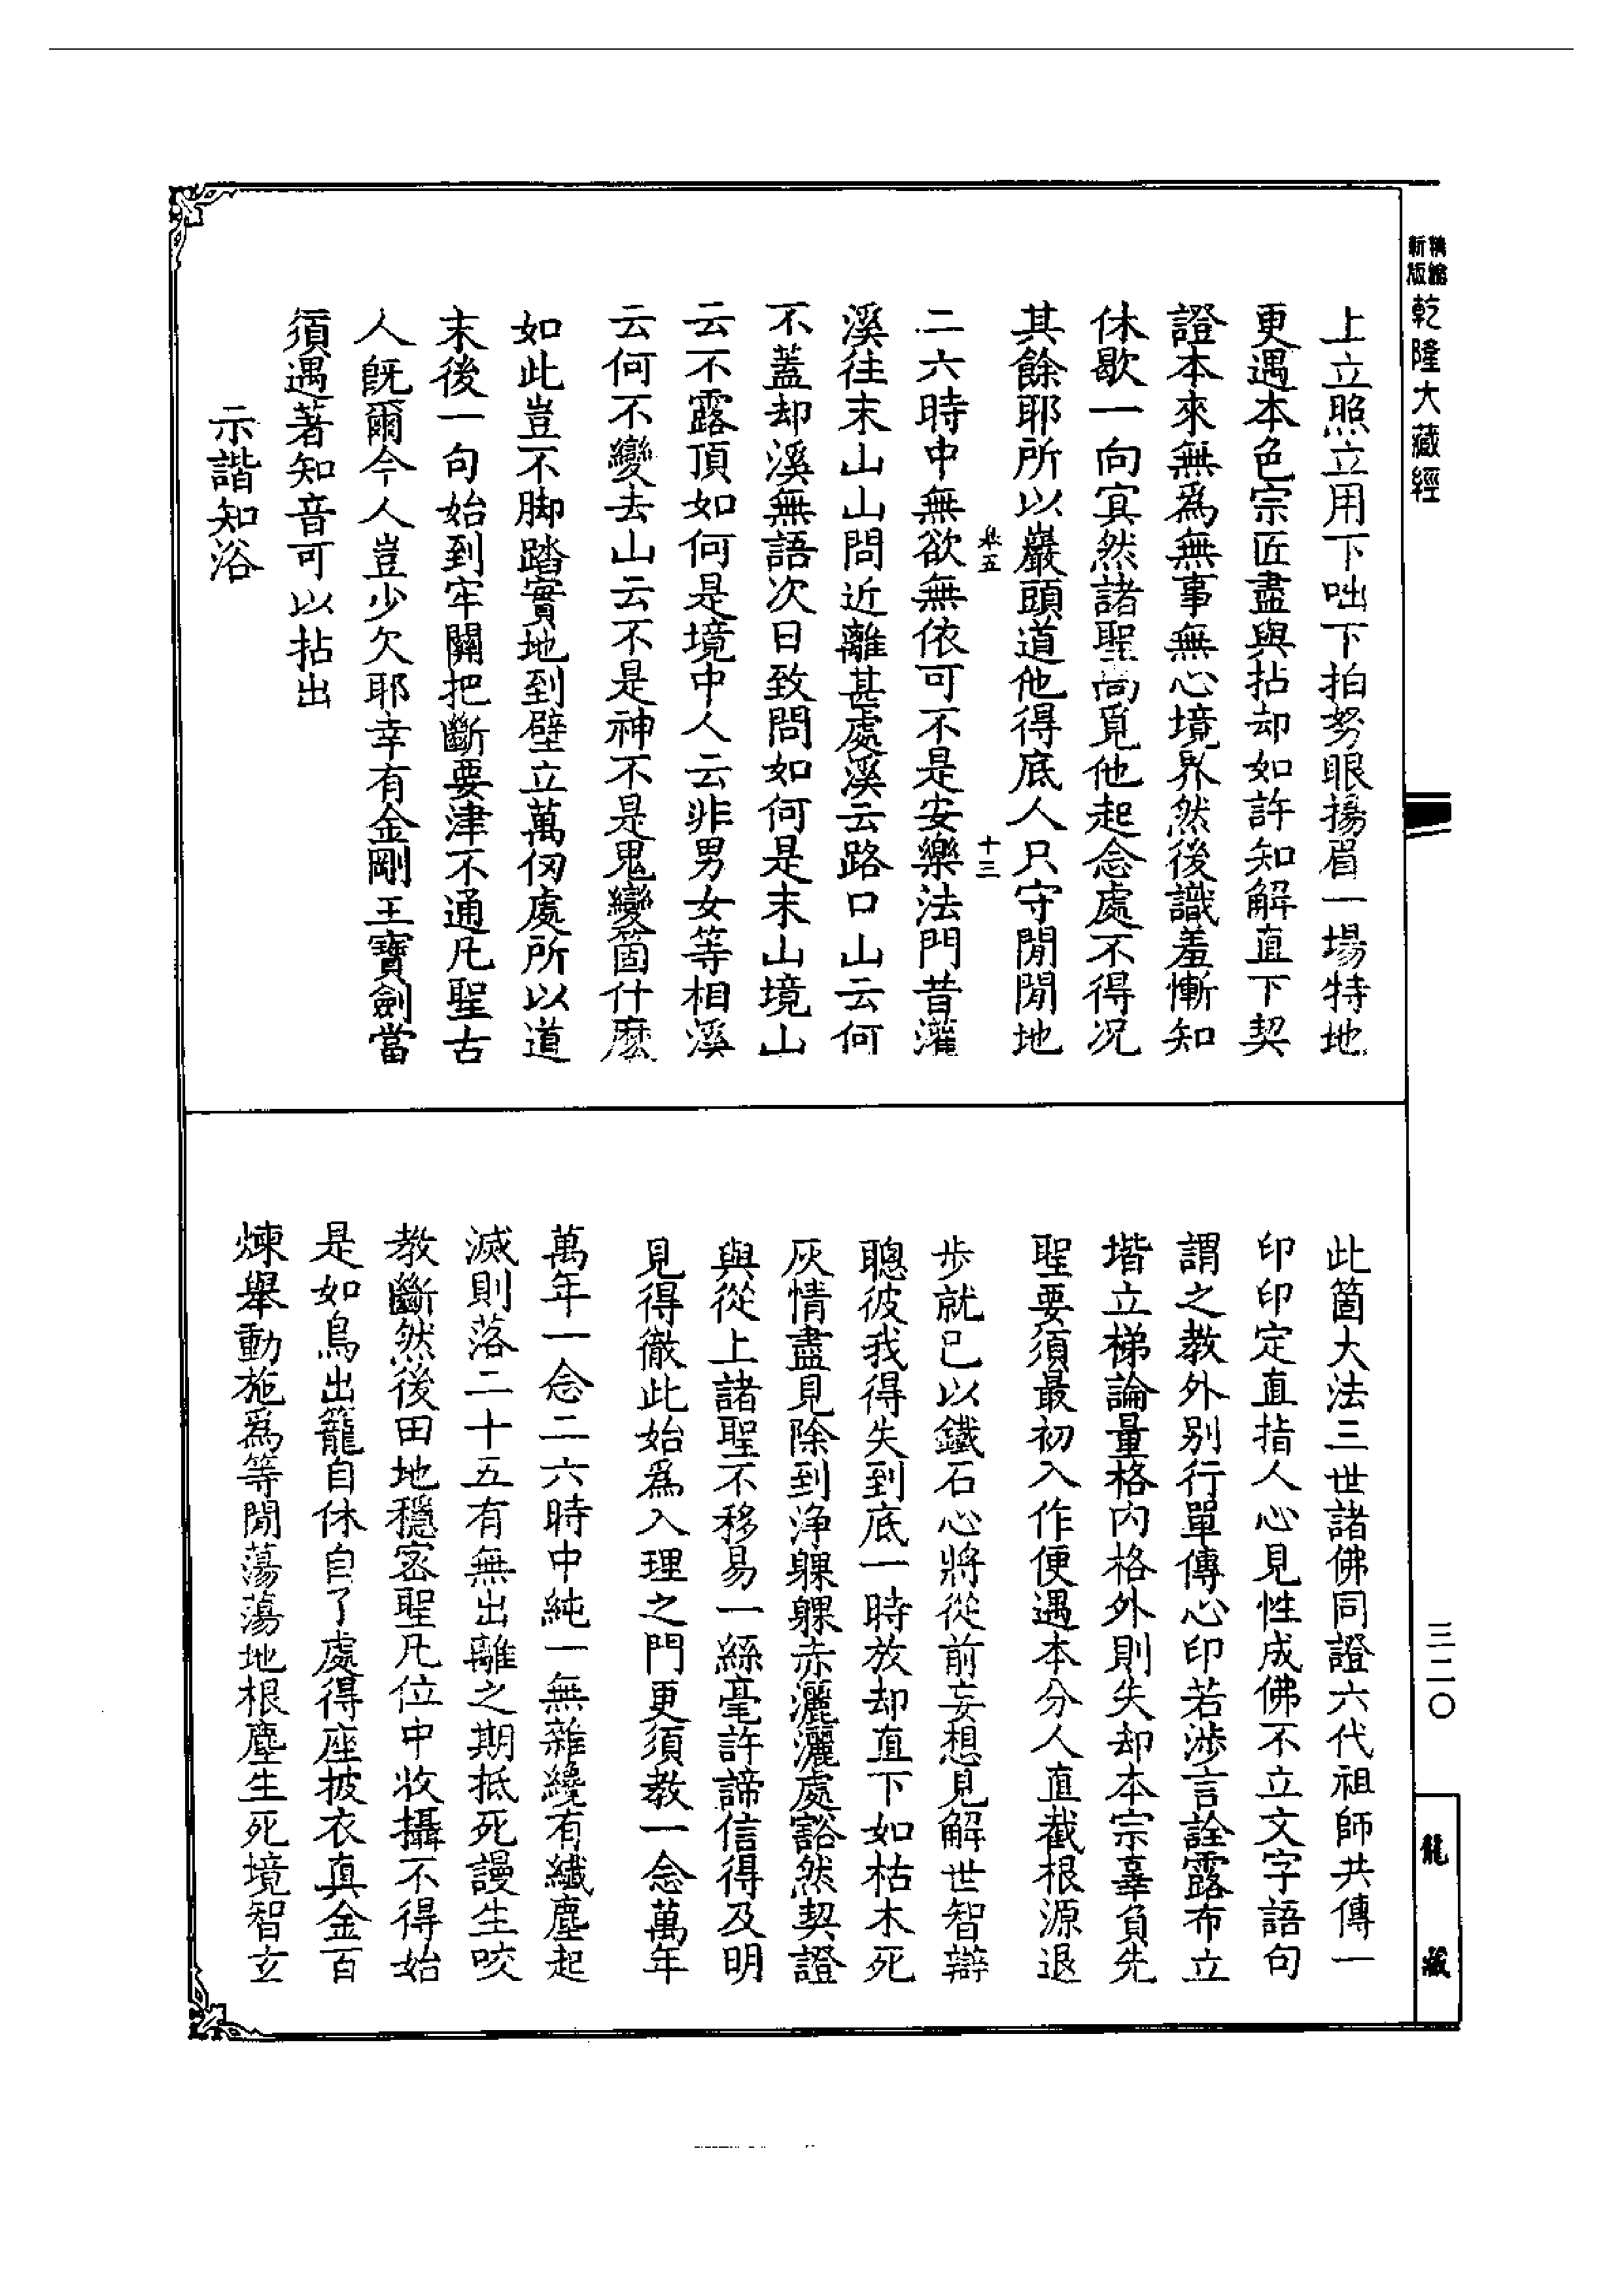 乾隆大藏經
新版
上立照立用下咄下拍努眼揚眉一場特地
更遇本色宗匠盡與拈却如許知解直下契
證本來無爲無事無心境界然後識羞慚知
休歇一向冥然諸聖尚覓他起念處不得况
其餘耶所以巖頭道他得底人只守閒閒地
十三
二六時中無欲無依可不是安樂法門昔灌
溪往末山山問近離甚處溪云路口山云何
不蓋却溪無語次日致問如何是末山境山
云不露頂如何是境中人云非男女等相溪
云何不變去山云不是神不是鬼變箇什麽
如此豈不脚踏實地到壁立萬仞處所以道
末後一句始到牢關把斷要津不通凡聖古
人旣爾今人豈少欠耶幸有金剛王寶劍當
須遇著知音可以拈出
示諧知浴
此箇大法三世諸佛同證六代祖師共傳一
印印定直指人心見性成佛不立文字語句
謂之教外别行單傳心印若涉言詮露布立
堦立梯論量格内格外則失却本宗辜負先
聖要須最初入作便遇本分人直截根源退
歩就已以鐵石心將從前妄想見解世智辯
聰彼我得失到底一時放却直下如枯木死
灰情盡見除到淨躶躶赤灑灑處豁然契證
與從上諸聖不移易一絲毫許諦信得及明
見得徹此始爲入理之門更須教一念萬年
萬年一念二六時中純一無雜纔有纖塵起
滅則落二十五有無出離之期抵死謾生咬
教斷然後田地穩密聖凡位中收攝不得始
是如鳥出籠自休自了處得座披衣真金百
煉舉動施爲等閒蕩蕩地根塵生死境智玄
三二〇
龍藏